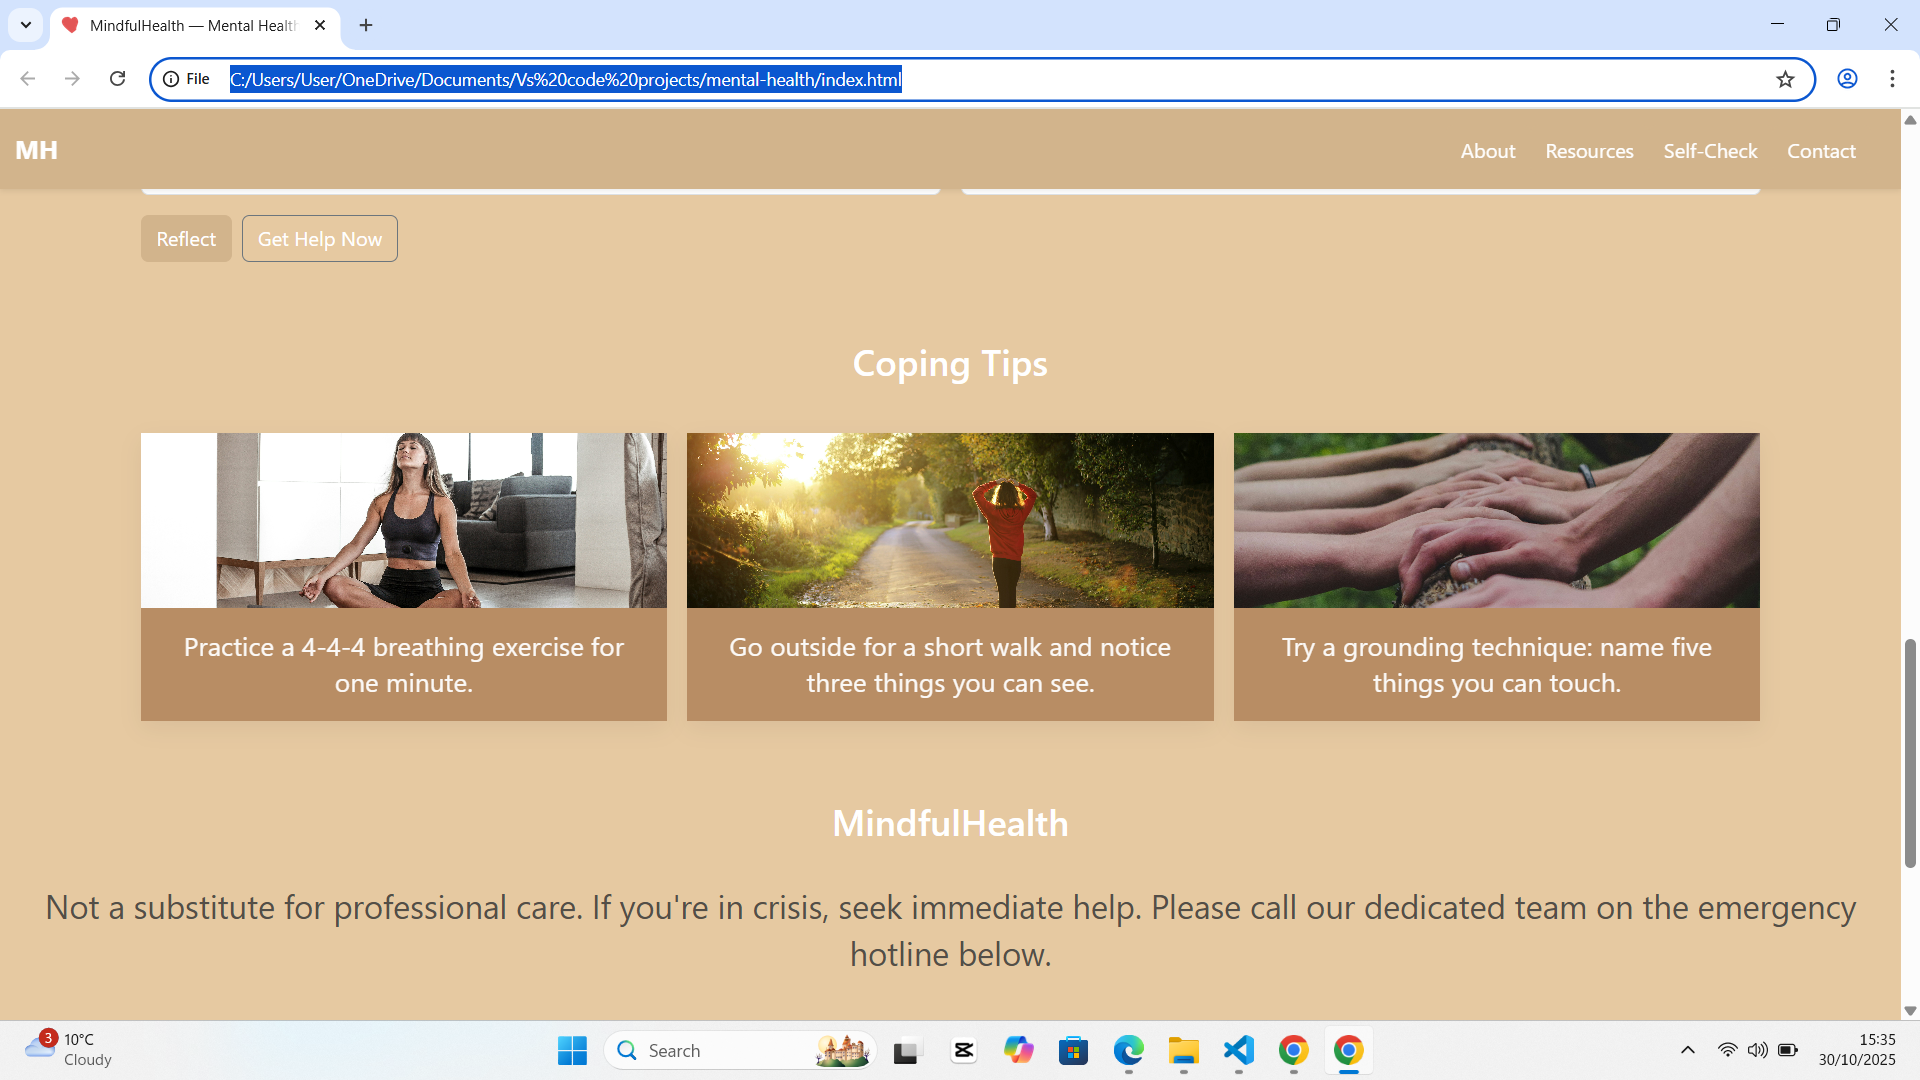 MindfulHealth — Mental Health
File C:/Users/User/OneDrive/Documents/Vs%20code%20projects/mental-health/index.html
MH About Resources Self-Check Contact
Reflect Get Help Now
Coping Tips
Practice a 4-4-4 breathing exercise for
one minute.
Go outside for a short walk and notice
three things you can see.
Try a grounding technique: name five
things you can touch.
MindfulHealth
Not a substitute for professional care. If you're in crisis, seek immediate help. Please call our dedicated team on the emergency
hotline below.
3
10°C
Cloudy
Search
15:35
30/10/2025